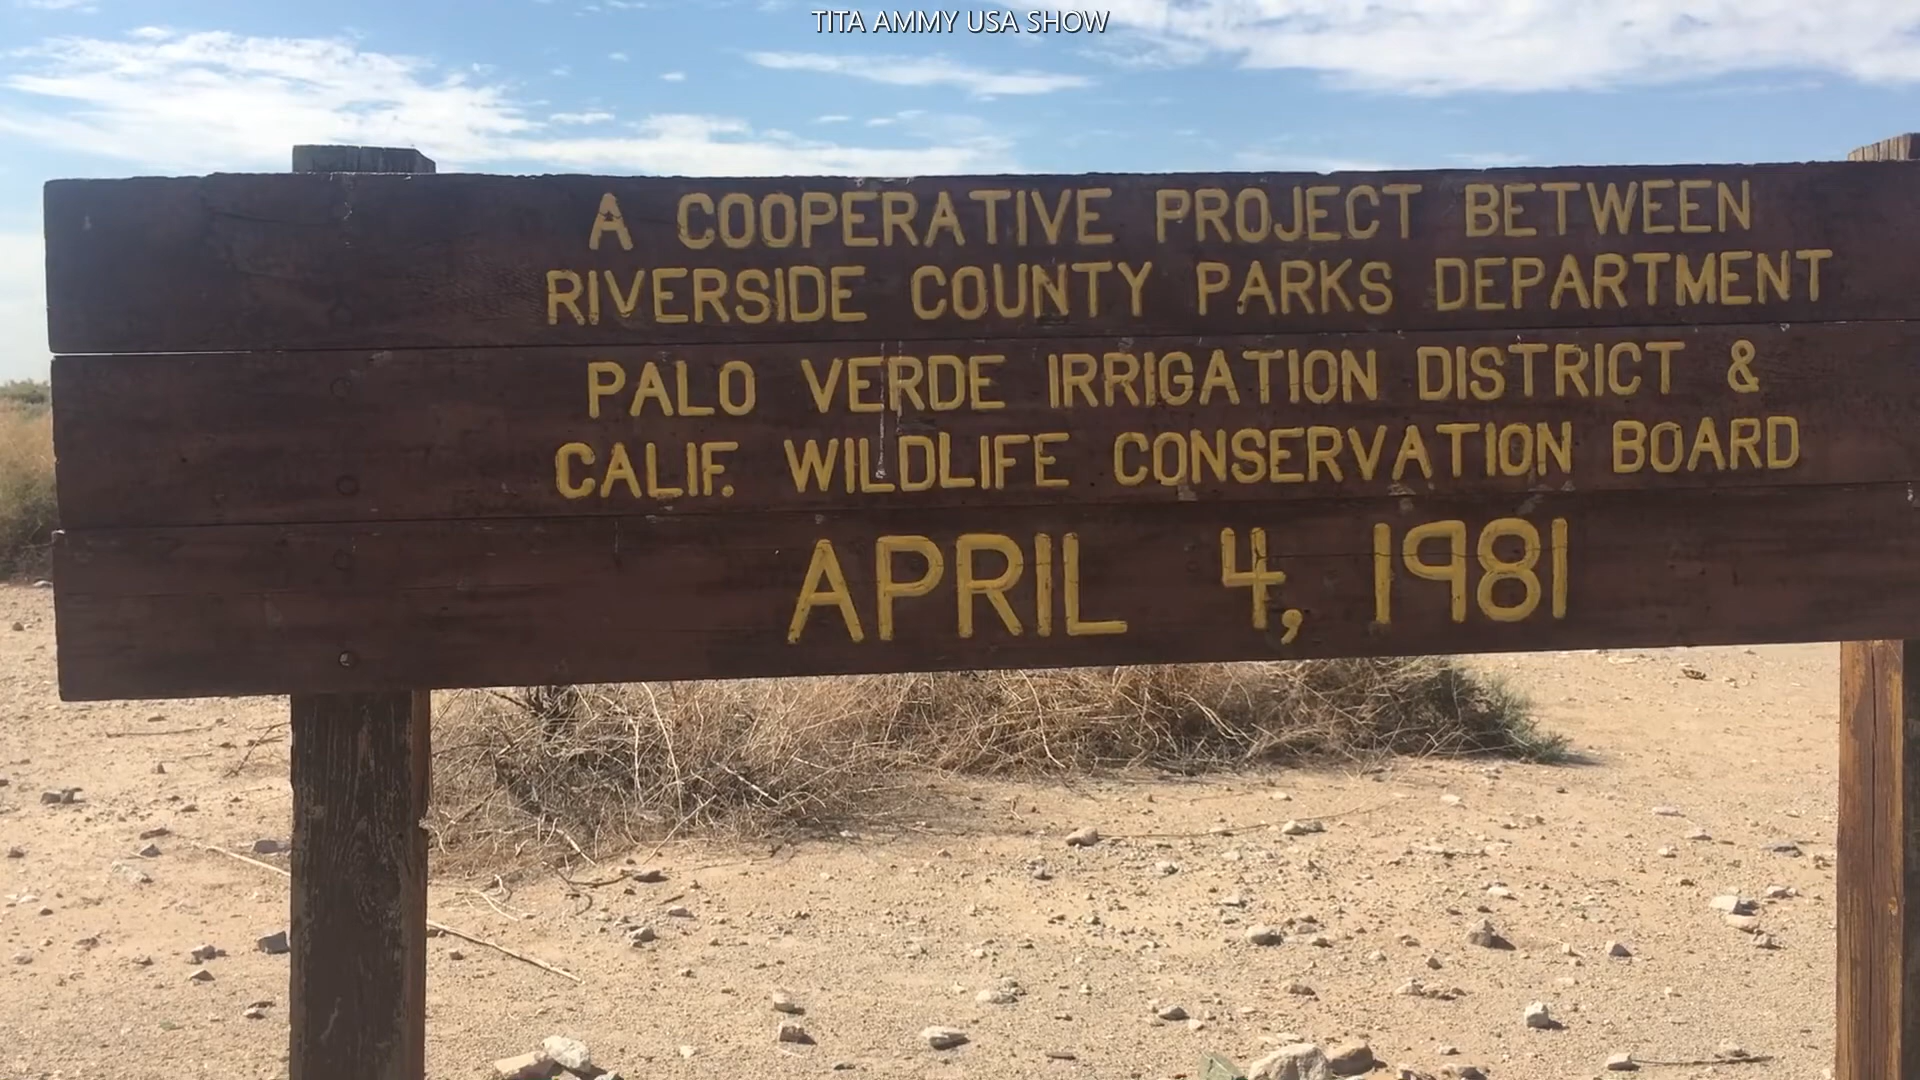 TITA AMMY USA SHOW
A COOPERATIVE PROJECT BETWEEN
RIVERSIDE COUNTY PARKS DEPARTMENT
PALO VERDE IRRIGATION DISTRICT &
CALIF. WILDLIFE CONSERVATION BOARD
APRIL 4, 1981